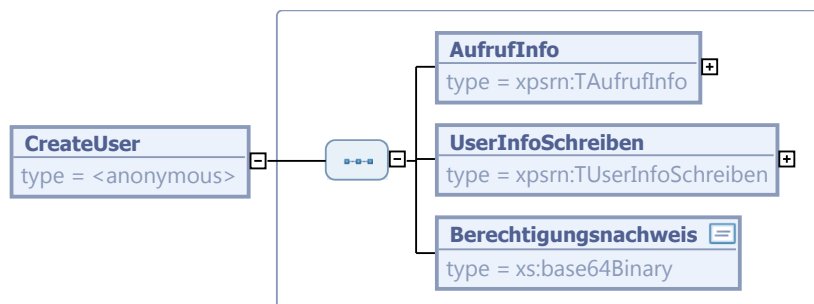 AufrufInfo
type = xpsrn:TAufrufInfo
CreateUser
type = <anonymous>
UserInfoSchreiben
type = xpsrn:TUserInfoSchreiben
Berechtigungsnachweis
type = xs:base64Binary